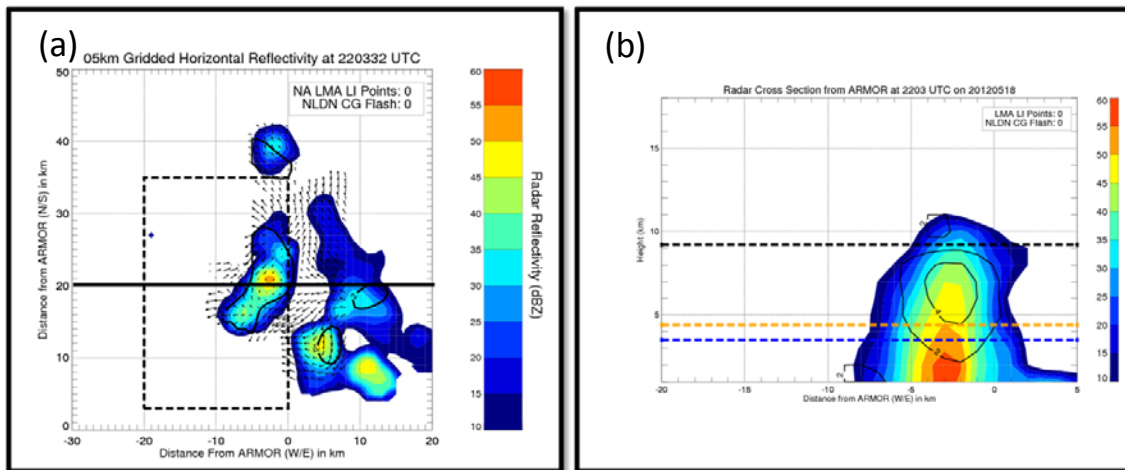 (a)
05km Gridded Horizontal Reflectivity at 220332 UTC
NA LMA LI Points: 0
NLDN CG Flash: 0
50
40
30
20
10
0
-30 -20 -10 0 10 20
Distance from ARMOR (N/S) in km
Distance From ARMOR (W/E) in km
60
55
50
45
40
35
30
25
20
15
10
Radar Reflectivity (dBZ)
(b)
Radar Cross Section from ARMOR at 2203 UTC on 20120518
LMA LI Points: 0
NLDN CG Flash: 0
15
10
5
-20 -15 -10 -5 0 5
Height (km)
Distance from ARMOR (W/E) in km
2
2
2
60
55
50
45
40
35
30
25
20
15
10